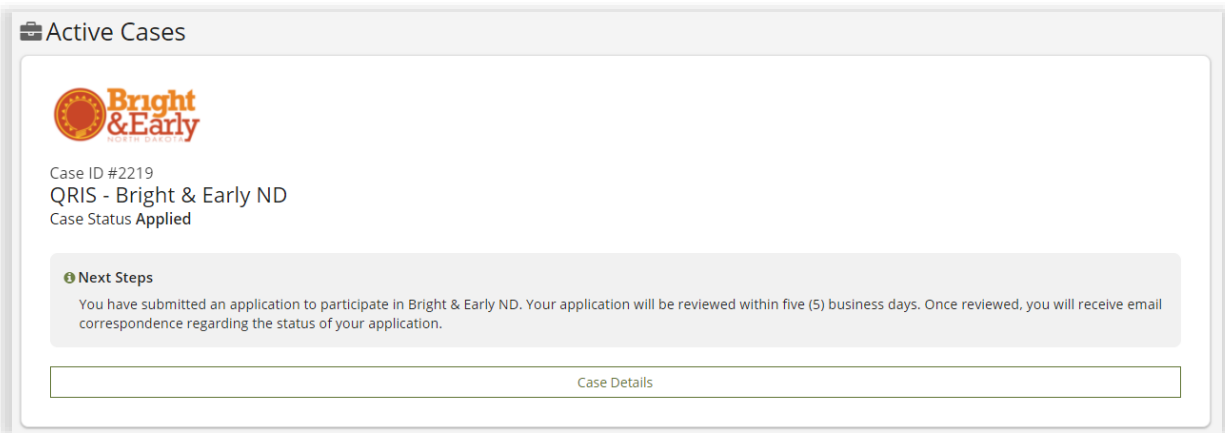 Active Cases
Bright
&Early
NORTH DAKOTA
Case ID #2219
QRIS - Bright & Early ND
Case Status Applied
Next Steps
You have submitted an application to participate in Bright & Early ND. Your application will be reviewed within five (5) business days. Once reviewed, you will receive email
correspondence regarding the status of your application.
Case Details